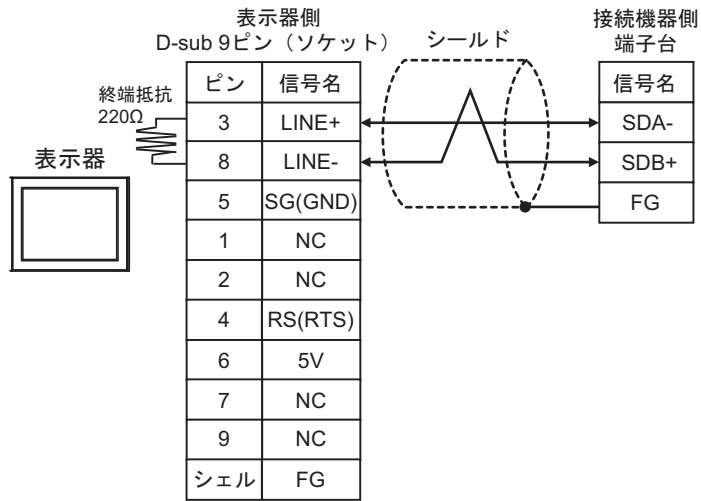 表示器側
D-sub 9ピン（ソケット）
シールド
接続機器側
端子台
終端抵抗
220Ω
表示器
ピン 信号名
3 LINE+
8 LINE-
5 SG(GND)
1 NC
2 NC
4 RS(RTS)
6 5V
7 NC
9 NC
シェル FG
信号名
SDA-
SDB+
FG